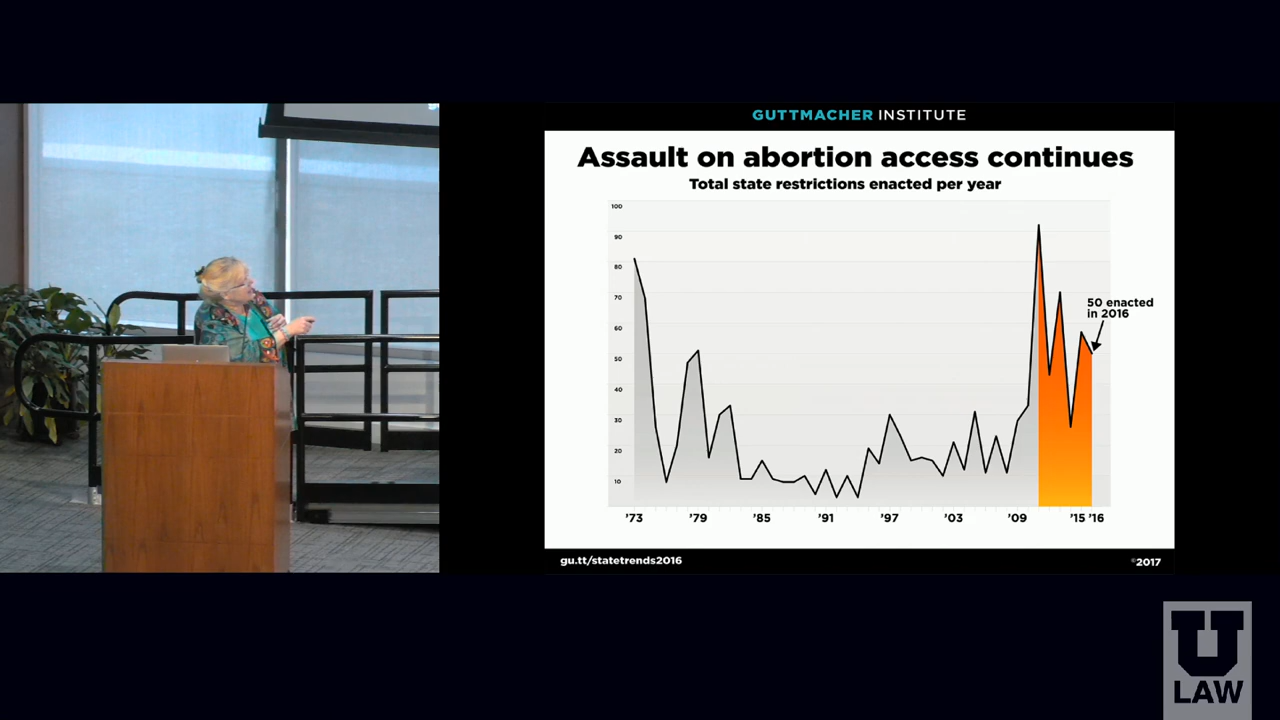 GUTTMACHER INSTITUTE
Assault on abortion access continues
Total state restrictions enacted per year
100
90
80
70
60
50
40
30
20
10
50 enacted
in 2016
'73 '79 '85 '91 '97 '03 '09 '15 '16
gu.tt/statetrends2016
©2017
U
LAW